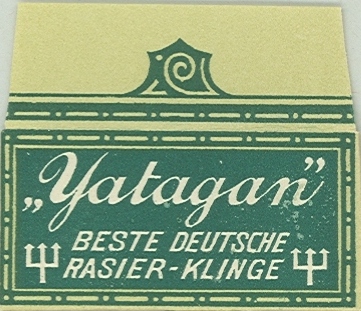 „Yatagan”
BESTE DEUTSCHE
RASIER-KLINGE